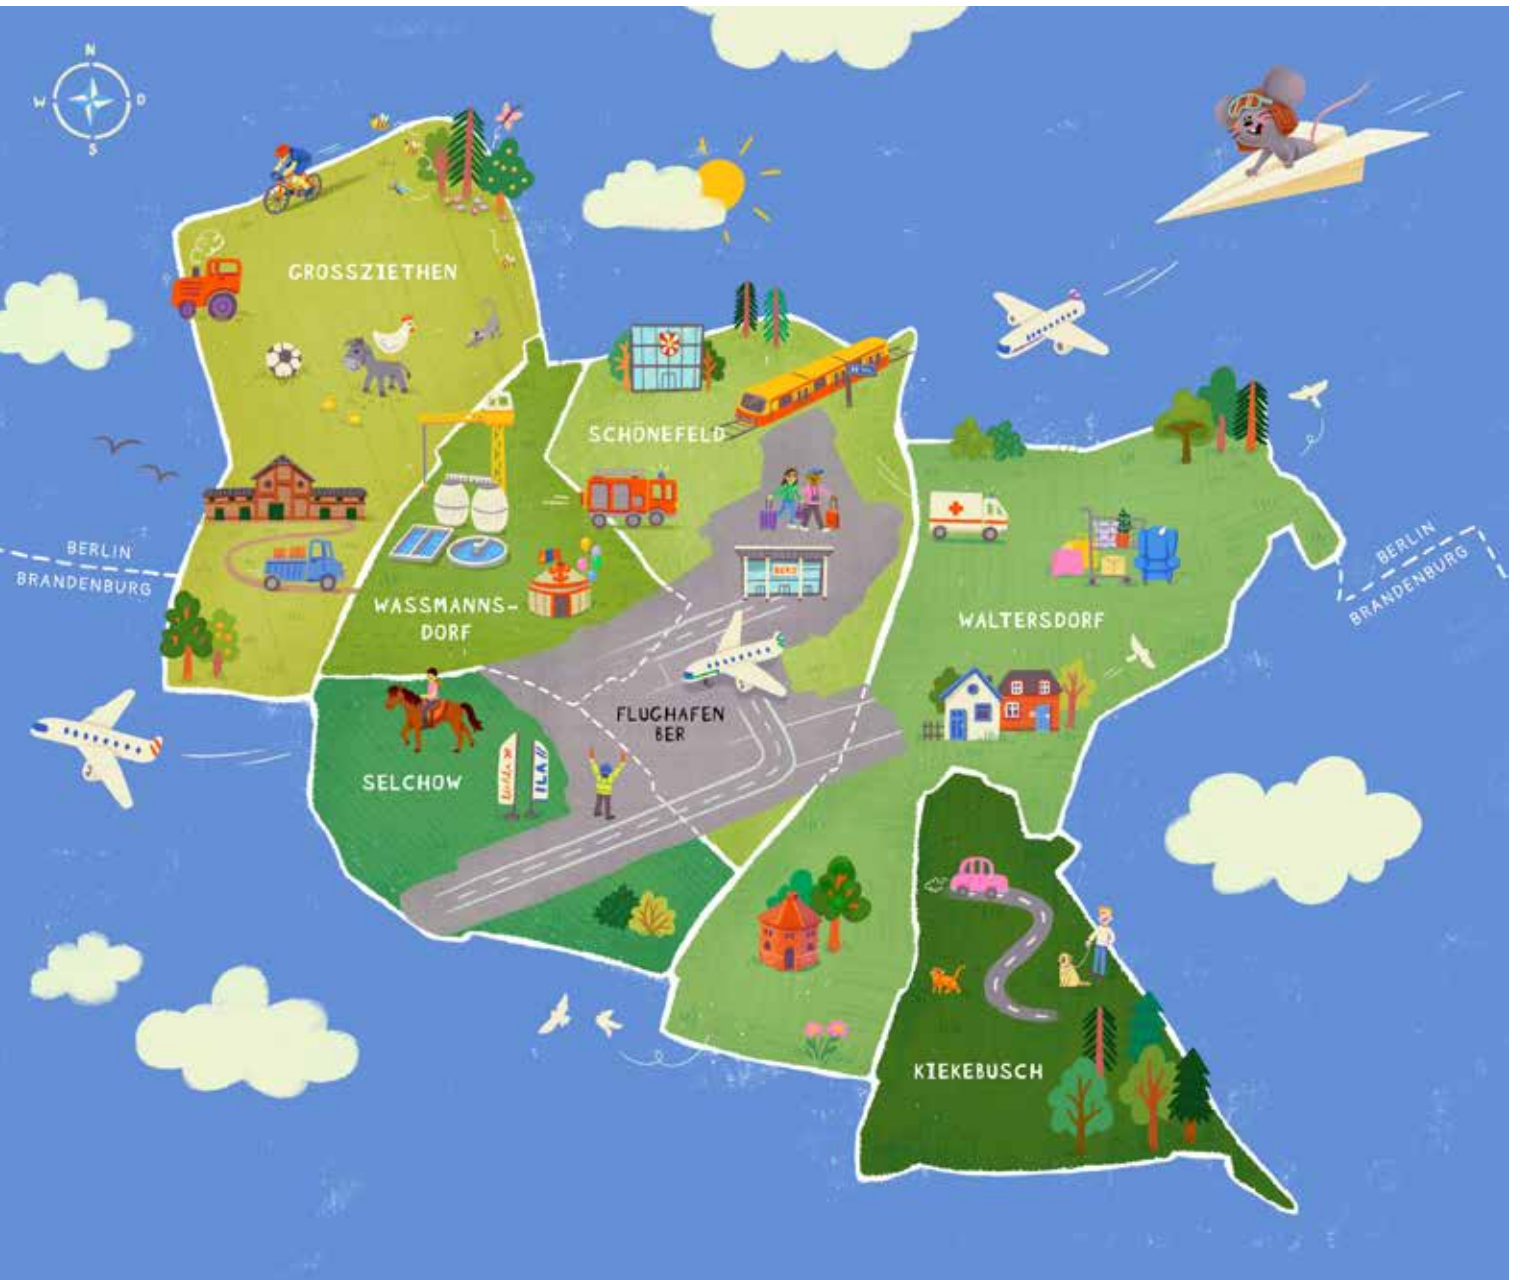 N
W O
S
GROSSZIETHEN
SCHÖNEFELD
BERLIN
BRANDENBURG
BERLIN
BRANDENBURG
WASSMANNS-
DORF
WALTERSDORF
FLUGHAFEN
BER
SELCHOW
ILA
KIEKEBUSCH